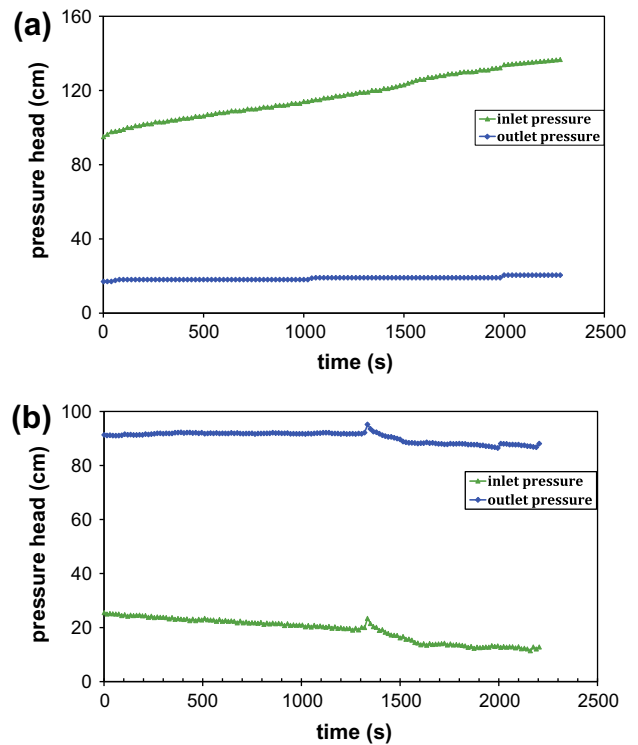 (a)
160
120
80
40
0
pressure head (cm)
inlet pressure
outlet pressure
0 500 1000 1500 2000 2500
time (s)
(b)
100
80
60
40
20
0
pressure head (cm)
inlet pressure
outlet pressure
0 500 1000 1500 2000 2500
time (s)